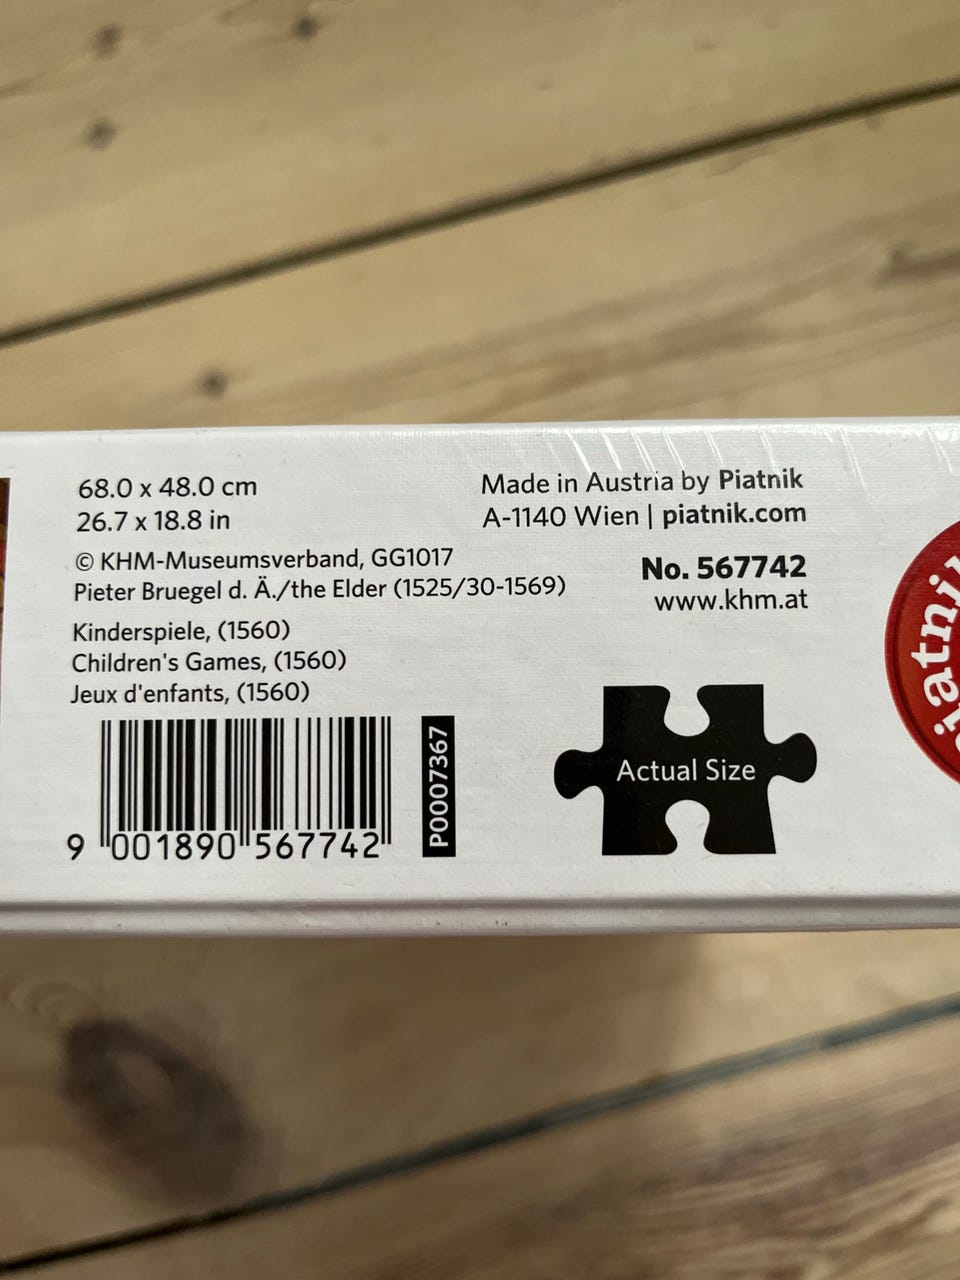 68.0 x 48.0 cm
26.7 x 18.8 in
© KHM-Museumsverband, GG1017
Pieter Bruegel d. Ä./the Elder (1525/30-1569)
Kinderspiele, (1560)
Children's Games, (1560)
Jeux d'enfants, (1560)
9 001890 567742
P0007367
Made in Austria by Piatnik
A-1140 Wien | piatnik.com
No. 567742
www.khm.at
Actual Size
piatnik